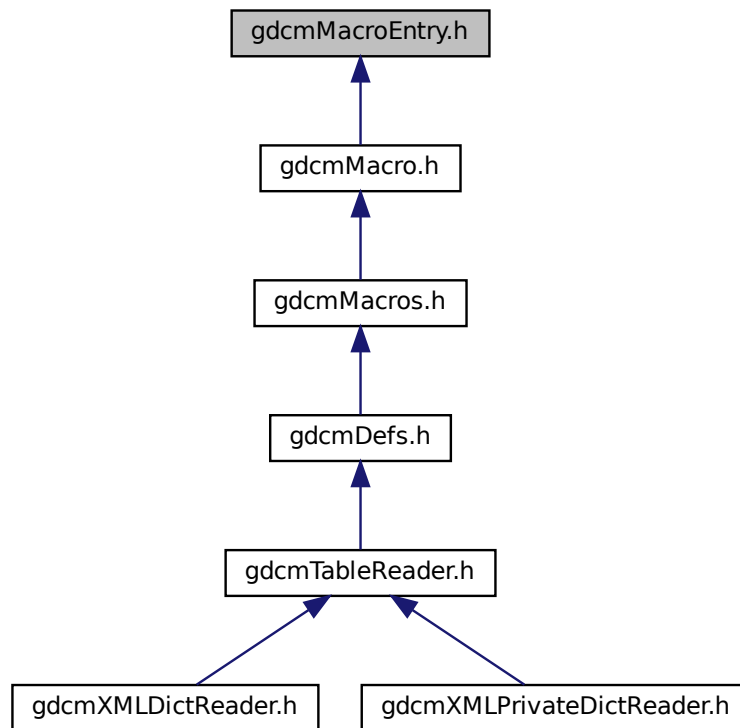 gdcmMacroEntry.h
gdcmMacro.h
gdcmMacros.h
gdcmDefs.h
gdcmTableReader.h
gdcmXMLDictReader.h
gdcmXMLPrivateDictReader.h